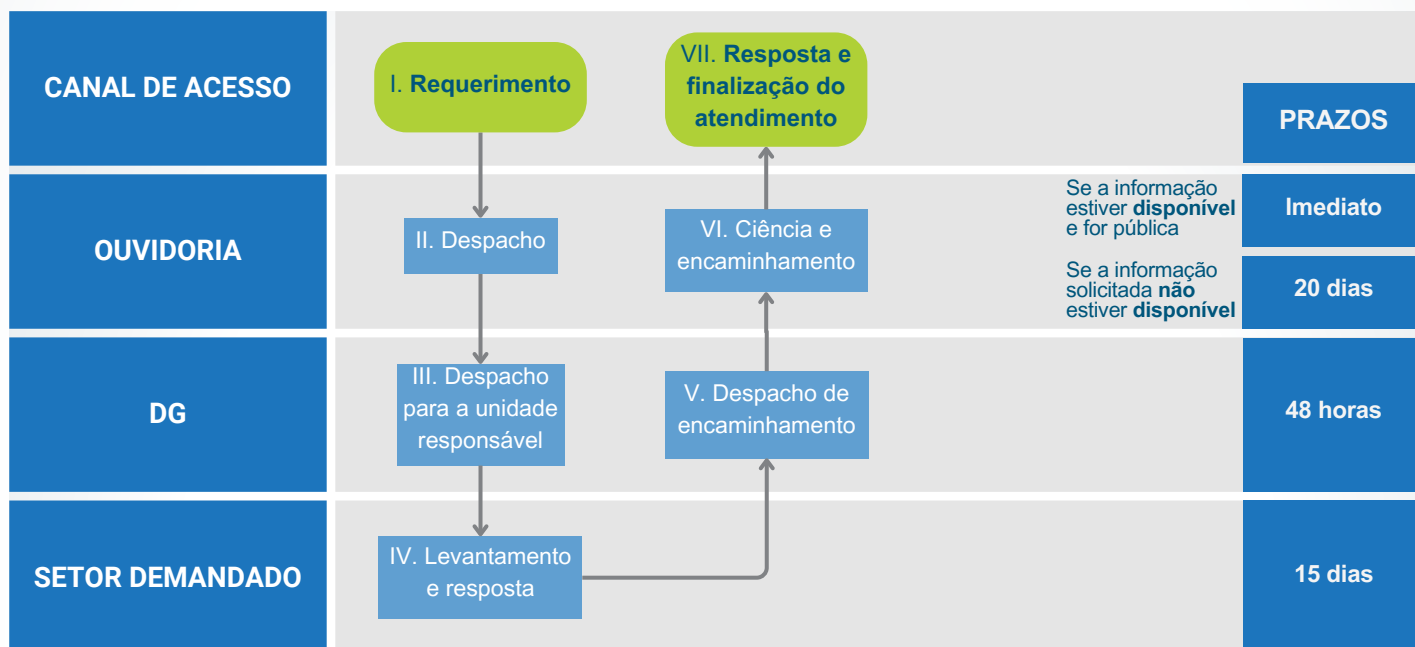 CANAL DE ACESSO
I. Requerimento
VII. Resposta e
finalização do
atendimento
PRAZOS
OUVIDORIA
II. Despacho
VI. Ciência e
encaminhamento
Se a informação
estiver disponível
e for pública
Imediato
Se a informação
solicitada não
estiver disponível
20 dias
DG
III. Despacho
para a unidade
responsável
V. Despacho de
encaminhamento
48 horas
SETOR DEMANDADO
IV. Levantamento
e resposta
15 dias